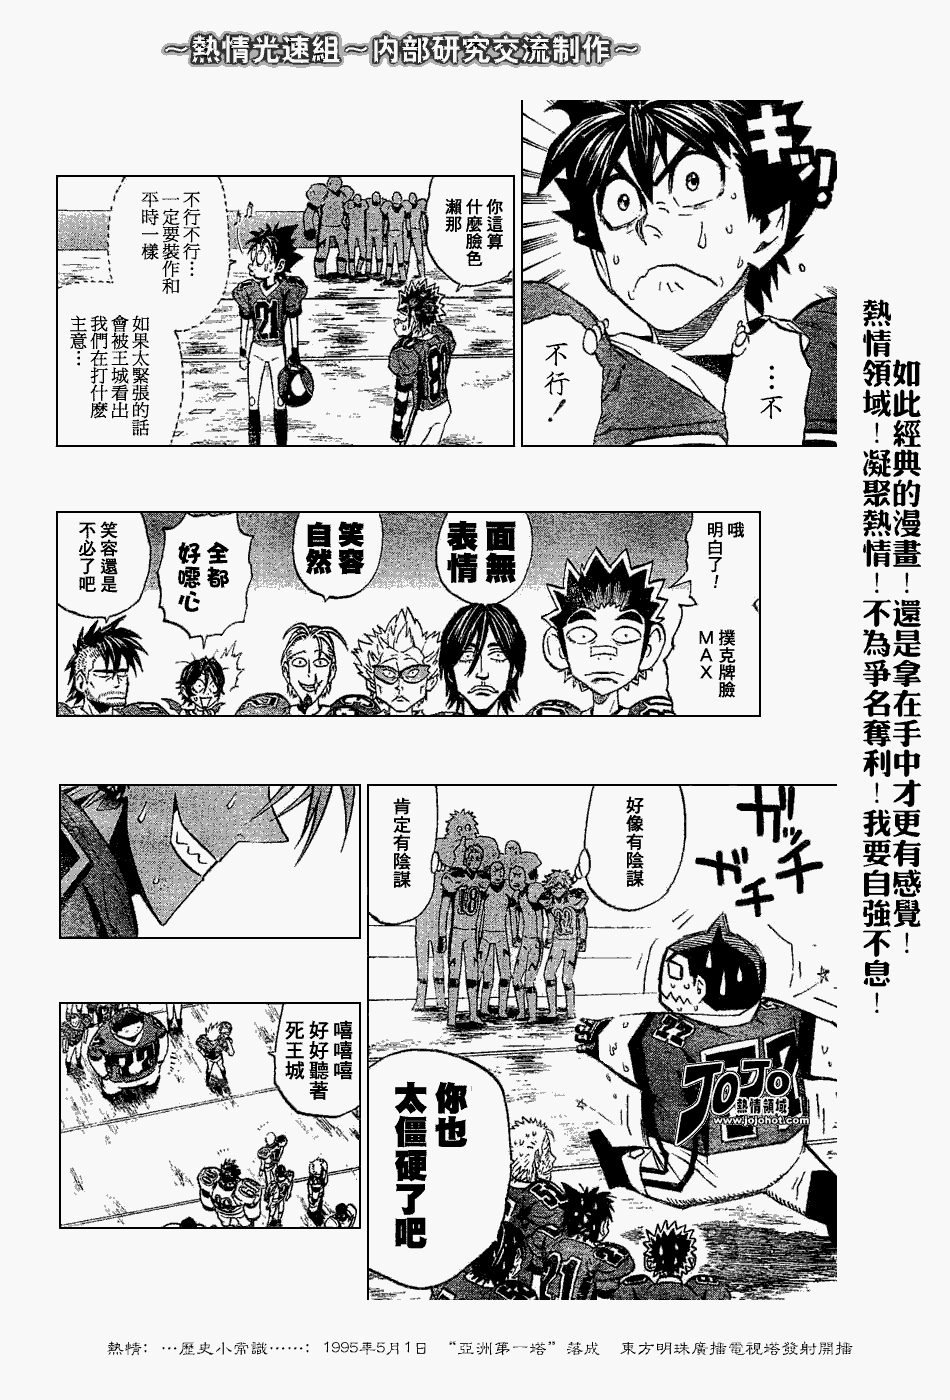 ～熱情光速組～内部研究交流制作～
キッ!
…不
不行!
你這算
什麼臉色
瀨那
不行不行…
一定要裝作和
平時一樣
如果太緊張的話
會被王城看出
我們在打什麼
主意…
哦
明白了!
撲克牌臉
MAX
面無
表情
笑容
自然
全都
好噁心
笑容還是
不必了吧
ガッチ
ガチ
好像有陰謀
肯定有陰謀
你也
太僵硬了吧
嘻嘻嘻
好好聽著
死王城
21
77
18
32
21
JOJO
熱情領域
www.jojohot.com
如此經典的漫畫!還是拿在手中才更有感覺!
熱情領域!凝聚熱情!不為爭名奪利!我要自強不息!
熱情: …歷史小常識……: 1995年5月1日 “亞洲第一塔”落成 東方明珠廣播電視塔發射開播